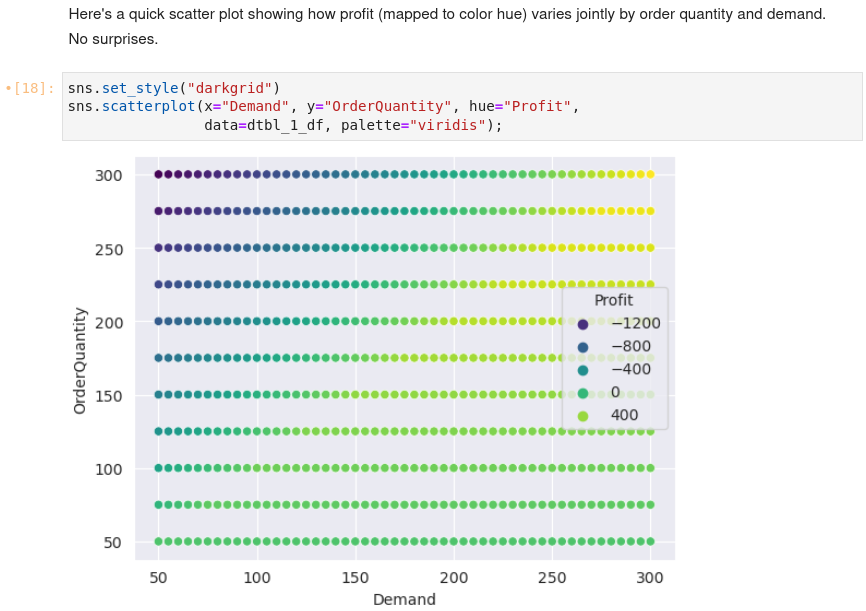 Here's a quick scatter plot showing how profit (mapped to color hue) varies jointly by order quantity and demand.
No surprises.
•[18]:
sns.set_style("darkgrid")
sns.scatterplot(x="Demand", y="OrderQuantity", hue="Profit",
data=dtbl_1_df, palette="viridis");
300
250
200
150
100
50
OrderQuantity
Profit
−1200
−800
−400
0
400
50 100 150 200 250 300
Demand